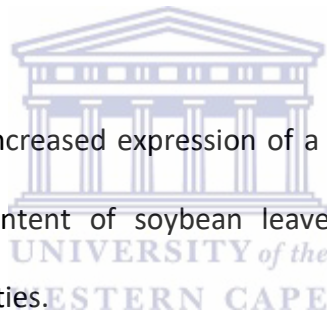 ncreased expression of a
ntent of soybean leave
UNIVERSITY of the
ties.
WESTERN CAPE